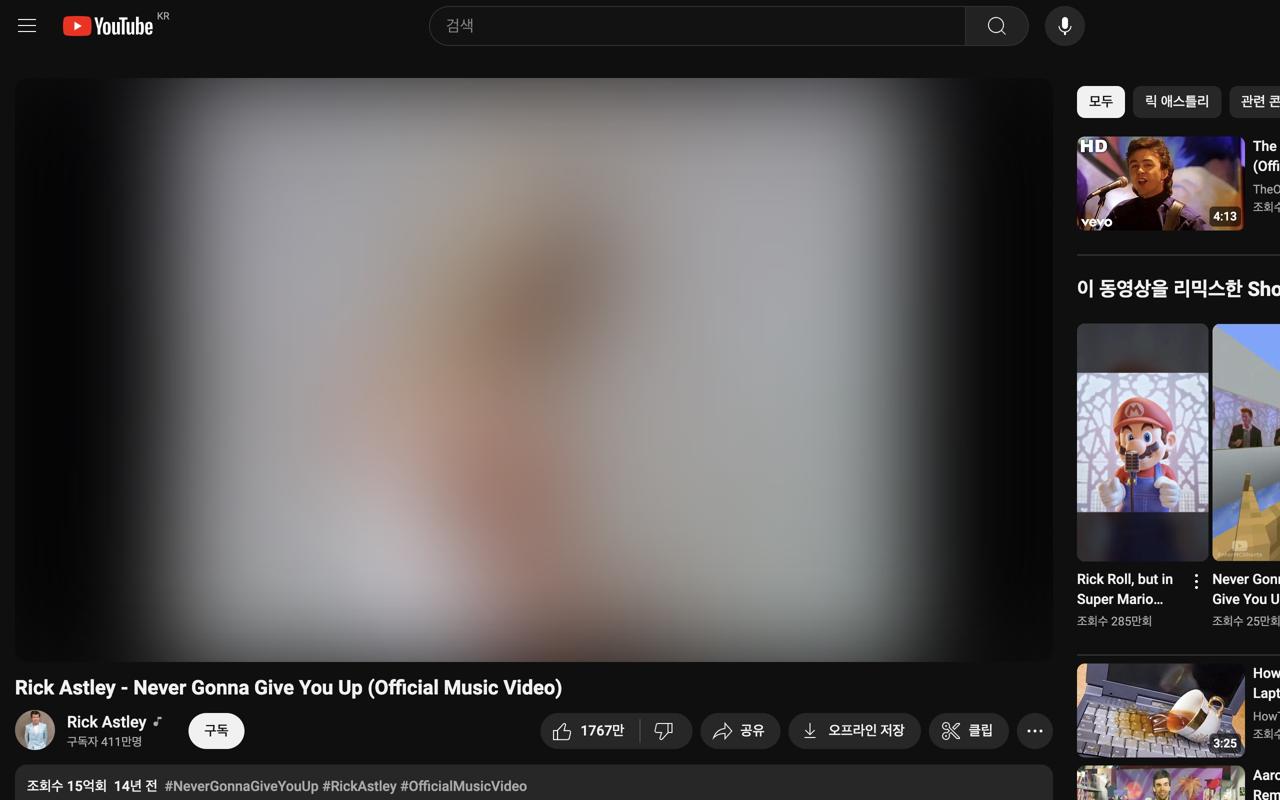 YouTube KR
검색
모두
릭 애스틀리
관련 콘
HD
vevo
4:13
The
(Offi
TheO
조회수
이 동영상을 리믹스한 Sho
Rick Roll, but in
Super Mario...
조회수 285만회
Never Gon
Give You U
조회수 25만회
Rick Astley - Never Gonna Give You Up (Official Music Video)
Rick Astley
구독자 411만명
구독
1767만
공유
오프라인 저장
클립
조회수 15억회 14년 전 #NeverGonnaGiveYouUp #RickAstley #OfficialMusicVideo
3:25
How
Lapt
How
조회수
Aaro
Rem